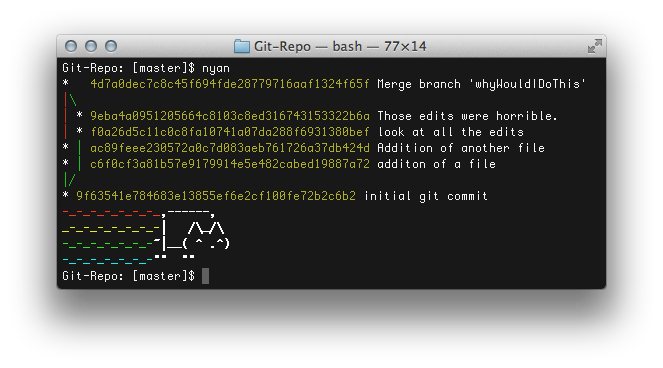 Git-Repo — bash — 77×14
Git-Repo: [master]$ nyan
*   4d7a0dec7c8c45f694fde28779716aaf1324f65f Merge branch 'whyWouldIDoThis'
|\
| * 9eba4a0951205664c8103c8ed316743153322b6a Those edits were horrible.
| * f0a26d5c11c0c8fa10741a07da288f6931380bef look at all the edits
* | ac89feee230572a0c7d083aeb761726a37db424d Addition of another file
* | c6f0cf3a81b57e9179914e5e482cabed19887a72 additon of a file
|/
* 9f63541e784683e13855ef6e2cf100fe72b2c6b2 initial git commit
-_-_-_-_-_-_-_,------,
_-_-_-_-_-_-_-|   /\_/\
-_-_-_-_-_-_-~|__( ^ .^)
-_-_-_-_-_-_-""  ""
Git-Repo: [master]$